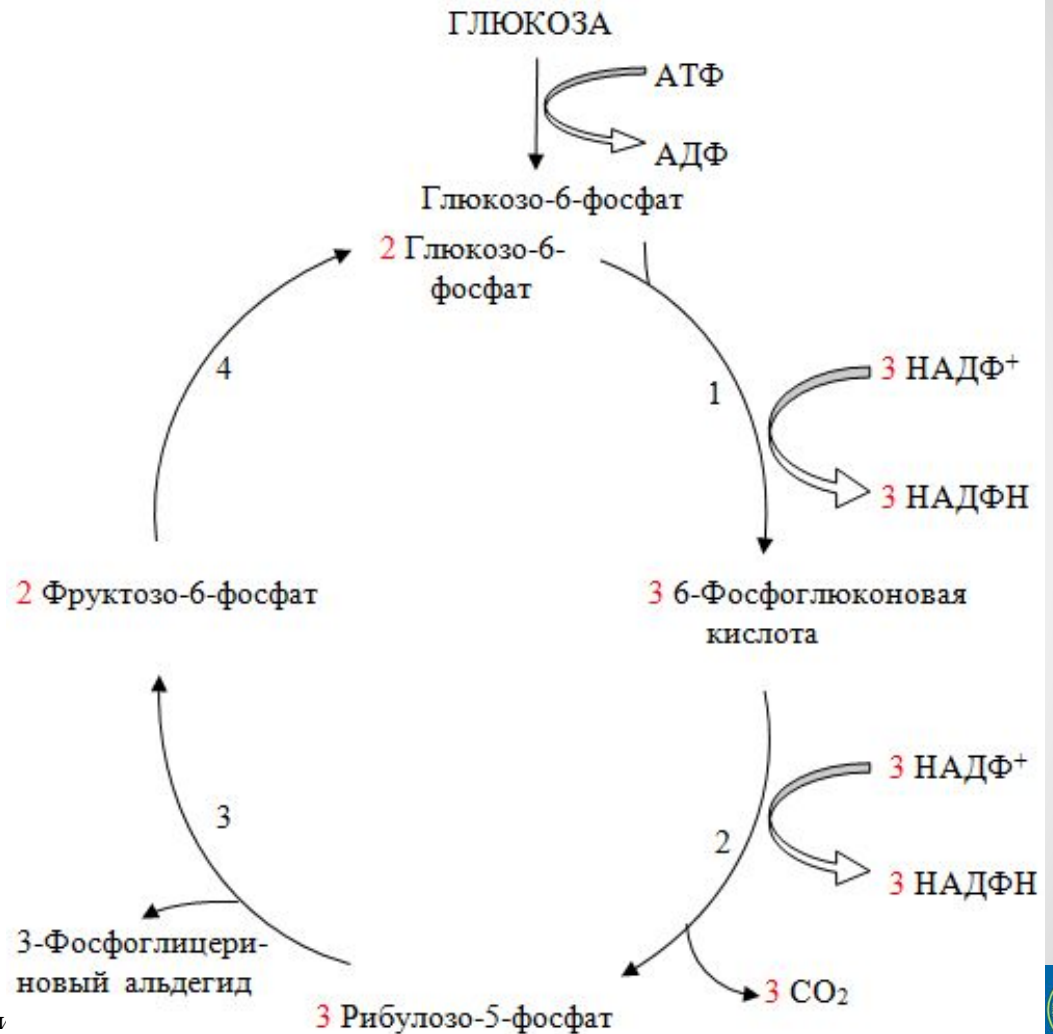 ГЛЮКОЗА
АТФ
АДФ
Глюкозо-6-фосфат
2 Глюкозо-6-
фосфат
4
1
3 НАДФ⁺
3 НАДФН
2 Фруктозо-6-фосфат
3 6-Фосфоглюконовая
кислота
3 НАДФ⁺
3
2
3 НАДФН
3-Фосфоглицери-
новый альдегид
3 CO₂
3 Рибулозо-5-фосфат